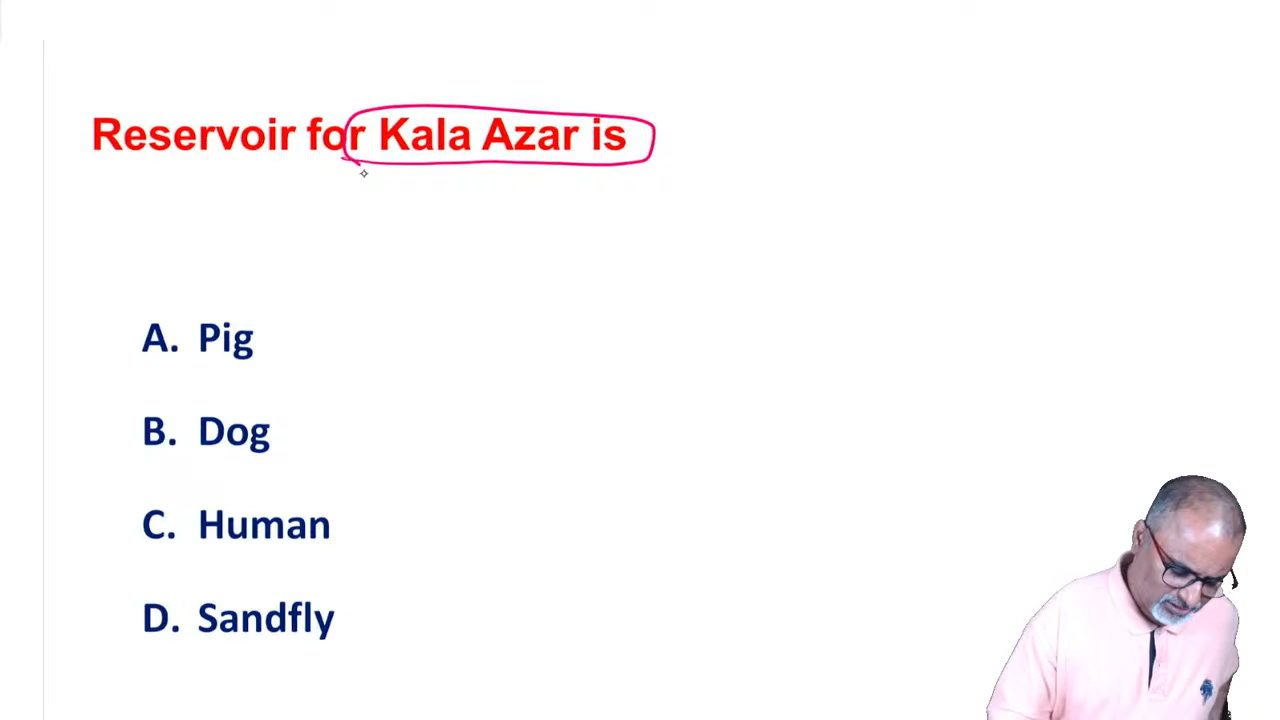 Reservoir for Kala Azar is
A. Pig
B. Dog
C. Human
D. Sandfly